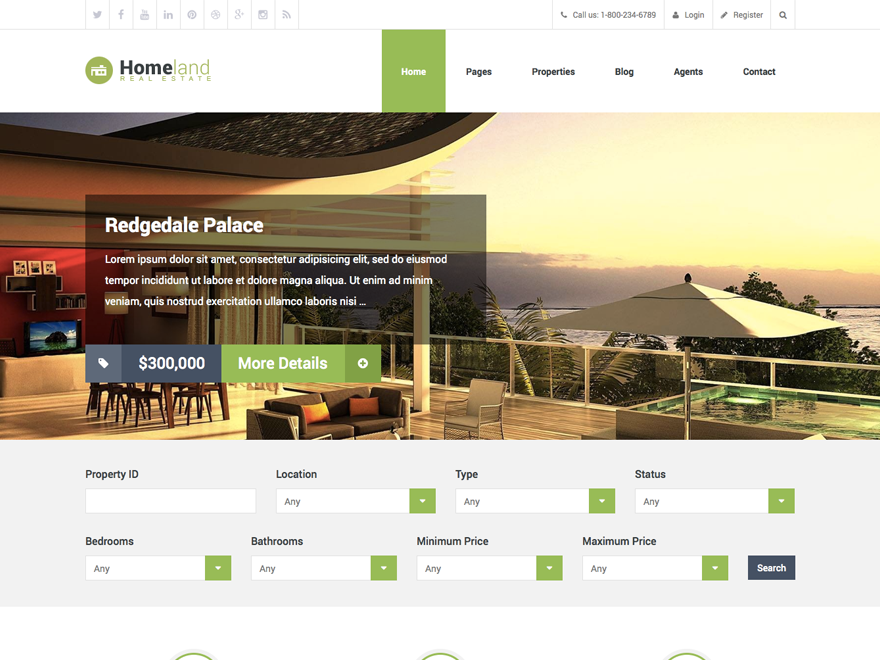 Call us: 1-800-234-6789
Login
Register
Homeland
REAL ESTATE
Home
Pages
Properties
Blog
Agents
Contact
Redgedale Palace
Lorem ipsum dolor sit amet, consectetur adipisicing elit, sed do eiusmod
tempor incididunt ut labore et dolore magna aliqua. Ut enim ad minim
veniam, quis nostrud exercitation ullamco laboris nisi ...
$300,000
More Details
Property ID
Location
Type
Status
Any
Any
Any
Bedrooms
Bathrooms
Minimum Price
Maximum Price
Any
Any
Any
Any
Search